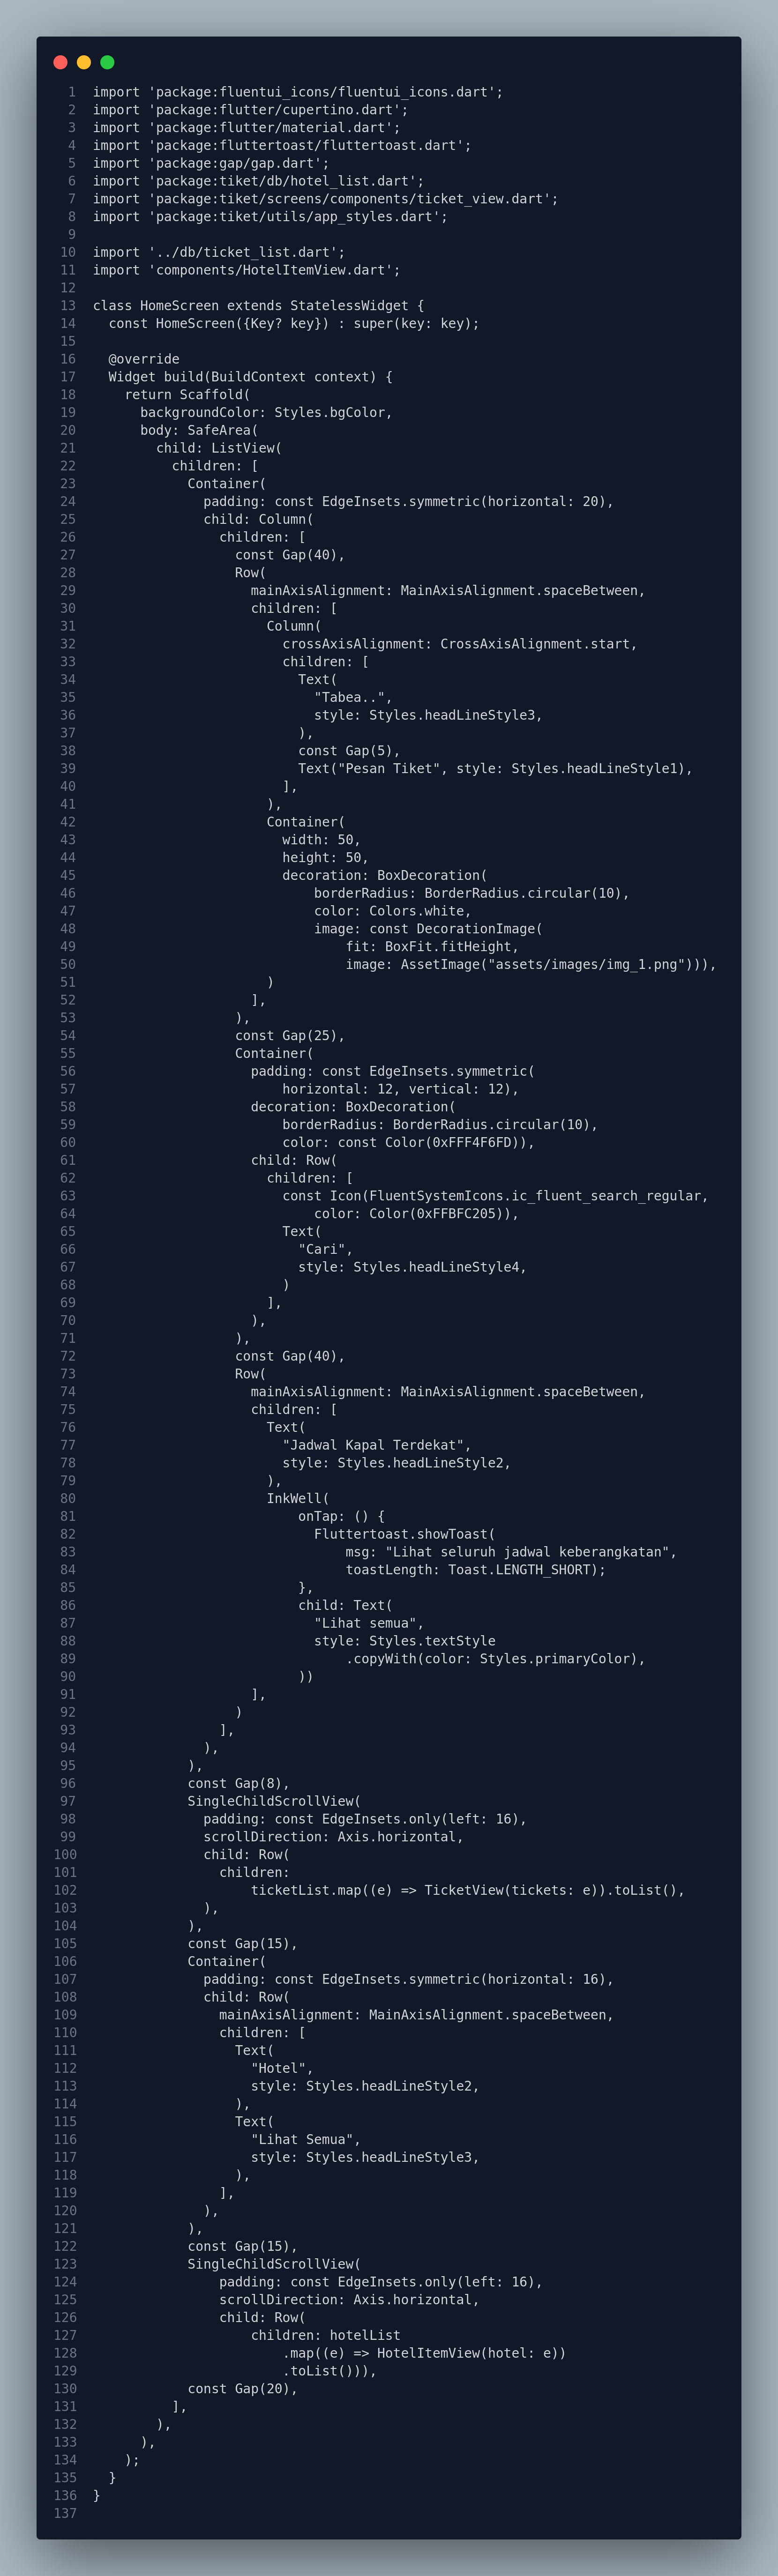 1 import 'package:fluentui_icons/fluentui_icons.dart';
2 import 'package:flutter/cupertino.dart';
3 import 'package:flutter/material.dart';
4 import 'package:fluttertoast/fluttertoast.dart';
5 import 'package:gap/gap.dart';
6 import 'package:tiket/db/hotel_list.dart';
7 import 'package:tiket/screens/components/ticket_view.dart';
8 import 'package:tiket/utils/app_styles.dart';
9
10 import '../db/ticket_list.dart';
11 import 'components/HotelItemView.dart';
12
13 class HomeScreen extends StatelessWidget {
14   const HomeScreen({Key? key}) : super(key: key);
15
16   @override
17   Widget build(BuildContext context) {
18     return Scaffold(
19       backgroundColor: Styles.bgColor,
20       body: SafeArea(
21         child: ListView(
22           children: [
23             Container(
24               padding: const EdgeInsets.symmetric(horizontal: 20),
25               child: Column(
26                 children: [
27                   const Gap(40),
28                   Row(
29                     mainAxisAlignment: MainAxisAlignment.spaceBetween,
30                     children: [
31                       Column(
32                         crossAxisAlignment: CrossAxisAlignment.start,
33                         children: [
34                           Text(
35                             "Tabea..",
36                             style: Styles.headLineStyle3,
37                           ),
38                           const Gap(5),
39                           Text("Pesan Tiket", style: Styles.headLineStyle1),
40                         ],
41                       ),
42                       Container(
43                         width: 50,
44                         height: 50,
45                         decoration: BoxDecoration(
46                             borderRadius: BorderRadius.circular(10),
47                             color: Colors.white,
48                             image: const DecorationImage(
49                                 fit: BoxFit.fitHeight,
50                                 image: AssetImage("assets/images/img_1.png"))),
51                       )
52                     ],
53                   ),
54                   const Gap(25),
55                   Container(
56                     padding: const EdgeInsets.symmetric(
57                         horizontal: 12, vertical: 12),
58                     decoration: BoxDecoration(
59                         borderRadius: BorderRadius.circular(10),
60                         color: const Color(0xFFF4F6FD)),
61                     child: Row(
62                       children: [
63                         const Icon(FluentSystemIcons.ic_fluent_search_regular,
64                             color: Color(0xFFBFC205)),
65                         Text(
66                           "Cari",
67                           style: Styles.headLineStyle4,
68                         )
69                       ],
70                     ),
71                   ),
72                   const Gap(40),
73                   Row(
74                     mainAxisAlignment: MainAxisAlignment.spaceBetween,
75                     children: [
76                       Text(
77                         "Jadwal Kapal Terdekat",
78                         style: Styles.headLineStyle2,
79                       ),
80                       InkWell(
81                           onTap: () {
82                             Fluttertoast.showToast(
83                                 msg: "Lihat seluruh jadwal keberangkatan",
84                                 toastLength: Toast.LENGTH_SHORT);
85                           },
86                           child: Text(
87                             "Lihat semua",
88                             style: Styles.textStyle
89                                 .copyWith(color: Styles.primaryColor),
90                           ))
91                     ],
92                   )
93                 ],
94               ),
95             ),
96             const Gap(8),
97             SingleChildScrollView(
98               padding: const EdgeInsets.only(left: 16),
99               scrollDirection: Axis.horizontal,
100               child: Row(
101                 children:
102                     ticketList.map((e) => TicketView(tickets: e)).toList(),
103               ),
104             ),
105             const Gap(15),
106             Container(
107               padding: const EdgeInsets.symmetric(horizontal: 16),
108               child: Row(
109                 mainAxisAlignment: MainAxisAlignment.spaceBetween,
110                 children: [
111                   Text(
112                     "Hotel",
113                     style: Styles.headLineStyle2,
114                   ),
115                   Text(
116                     "Lihat Semua",
117                     style: Styles.headLineStyle3,
118                   ),
119                 ],
120               ),
121             ),
122             const Gap(15),
123             SingleChildScrollView(
124                 padding: const EdgeInsets.only(left: 16),
125                 scrollDirection: Axis.horizontal,
126                 child: Row(
127                     children: hotelList
128                         .map((e) => HotelItemView(hotel: e))
129                         .toList())),
130             const Gap(20),
131           ],
132         ),
133       ),
134     );
135   }
136 }
137